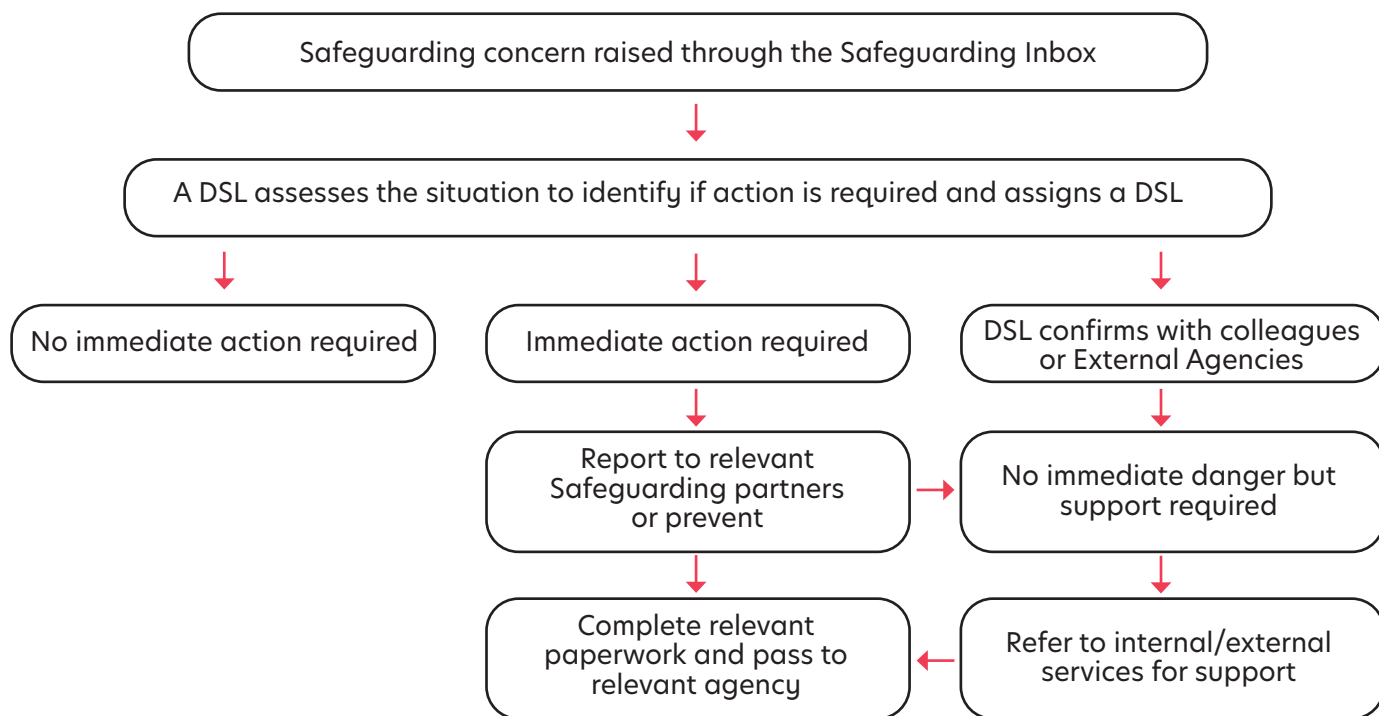 Safeguarding concern raised through the Safeguarding Inbox
A DSL assesses the situation to identify if action is required and assigns a DSL
No immediate action required
Immediate action required
DSL confirms with colleagues
or External Agencies
Report to relevant
Safeguarding partners
or prevent
No immediate danger but
support required
Complete relevant
paperwork and pass to
relevant agency
Refer to internal/external
services for support